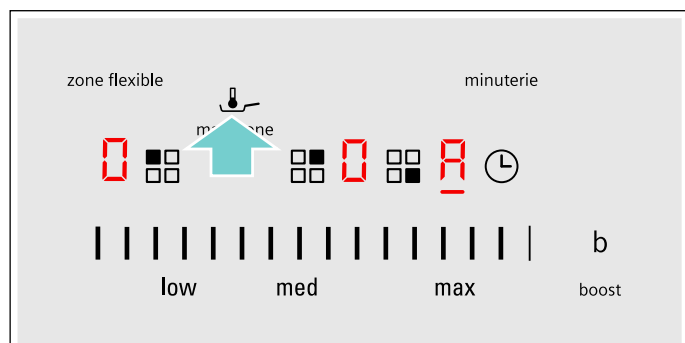 zone flexible
minuterie
0 0 A
b
low med max
boost